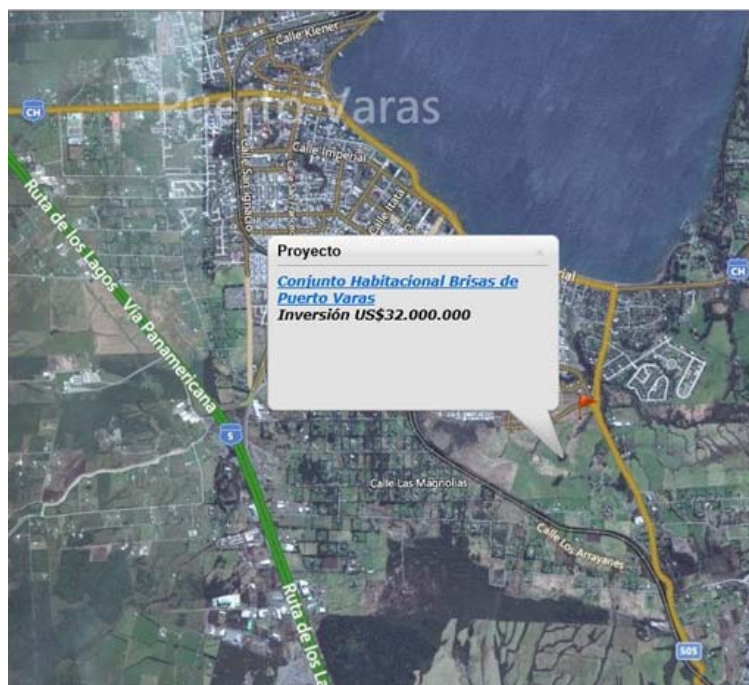 Calle Klener
CH
Puerto Varas
Calle Imperial
Calle San Ignacio
Calle Itata
Ruta de los Lagos - Vía Panamericana
Proyecto
Conjunto Habitacional Brisas de
Puerto Varas
Inversión US$32.000.000
rial
CH
5
Calle Las Magnolias
Calle Los Arrayanes
Ruta de los La
505